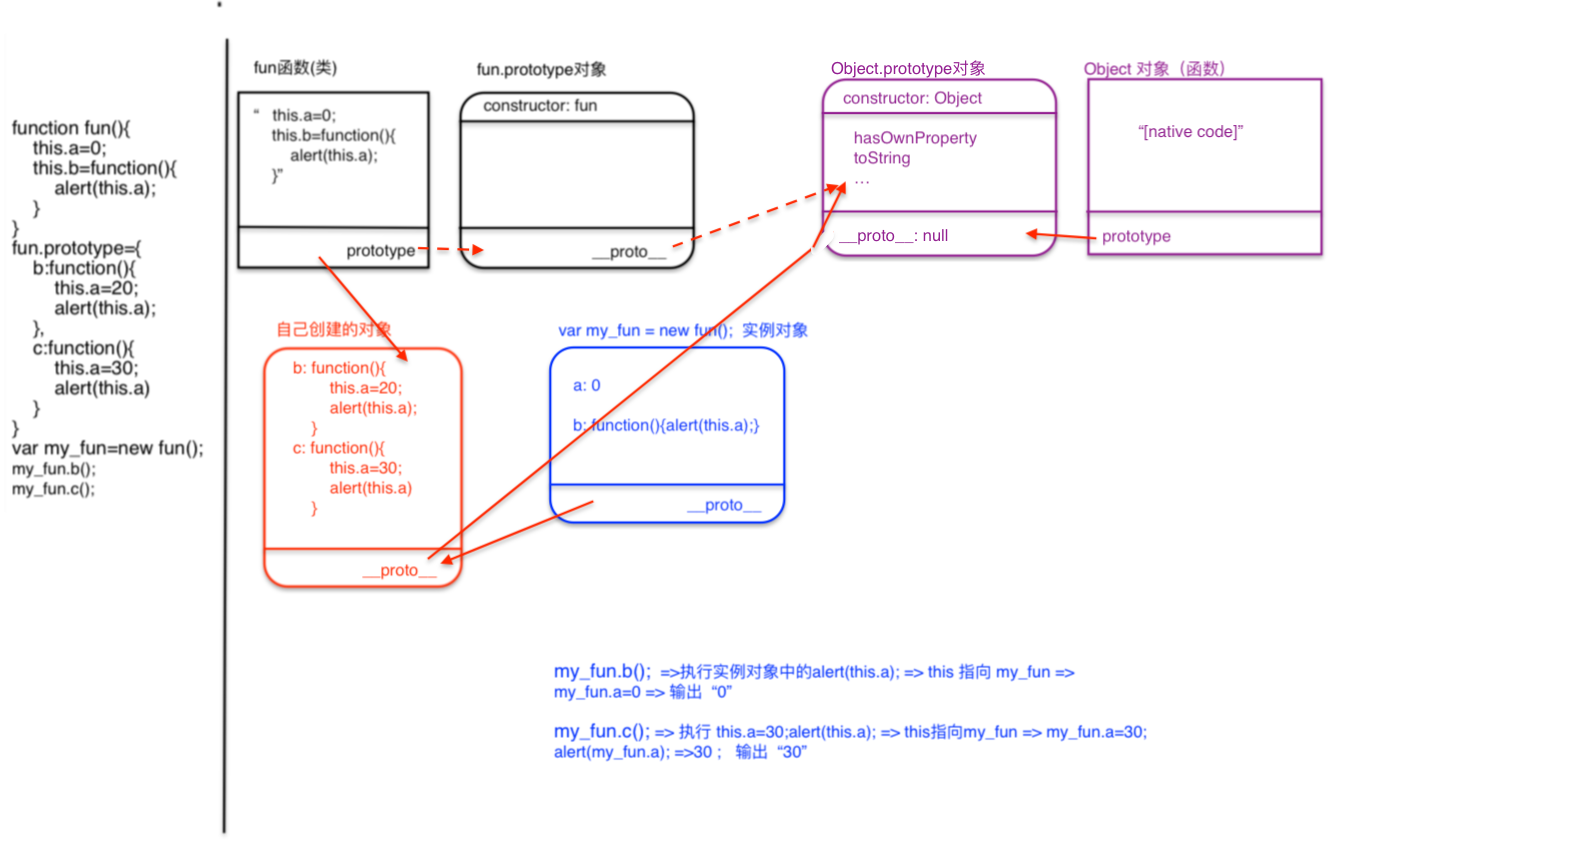 function fun(){
this.a=0;
this.b=function(){
alert(this.a);
}
}
fun.prototype={
b:function(){
this.a=20;
alert(this.a);
},
c:function(){
this.a=30;
alert(this.a)
}
}
var my_fun=new fun();
my_fun.b();
my_fun.c();
fun函数(类)
“ this.a=0;
this.b=function(){
alert(this.a);
}”
prototype
fun.prototype对象
constructor: fun
__proto__
Object.prototype对象
constructor: Object
hasOwnProperty
toString
...
__proto__: null
Object 对象（函数）
“[native code]”
prototype
自己创建的对象
b: function(){
this.a=20;
alert(this.a);
}
c: function(){
this.a=30;
alert(this.a)
}
__proto__
var my_fun = new fun(); 实例对象
a: 0
b: function(){alert(this.a);}
__proto__
my_fun.b(); =>执行实例对象中的alert(this.a); => this 指向 my_fun =>
my_fun.a=0 => 输出 “0”
my_fun.c(); => 执行 this.a=30;alert(this.a); => this指向my_fun => my_fun.a=30;
alert(my_fun.a); =>30 ; 输出 “30”